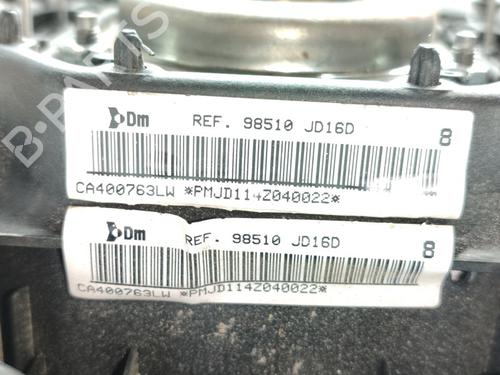 Dm REF. 98510 JD16D 8
CA400763LW *PMJD114Z040022*
Dm REF. 98510 JD16D 8
CA400763LW *PMJD114Z040022*
B-PARTS